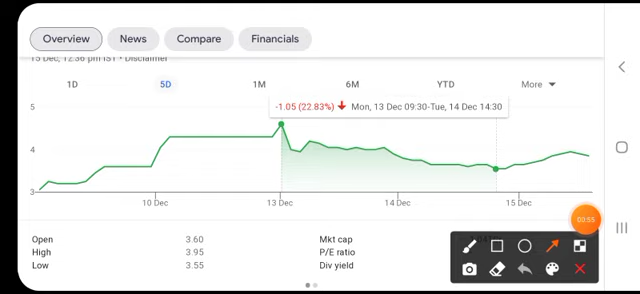 Overview News Compare Financials
15 Dec, 12:36 pm IST • Disclaimer
1D 5D 1M 6M YTD More
-1.05 (22.83%) Mon, 13 Dec 09:30-Tue, 14 Dec 14:30
5
4
3
10 Dec 13 Dec 14 Dec 15 Dec
03:55
Open 3.60 Mkt cap
High 3.95 P/E ratio
Low 3.55 Div yield